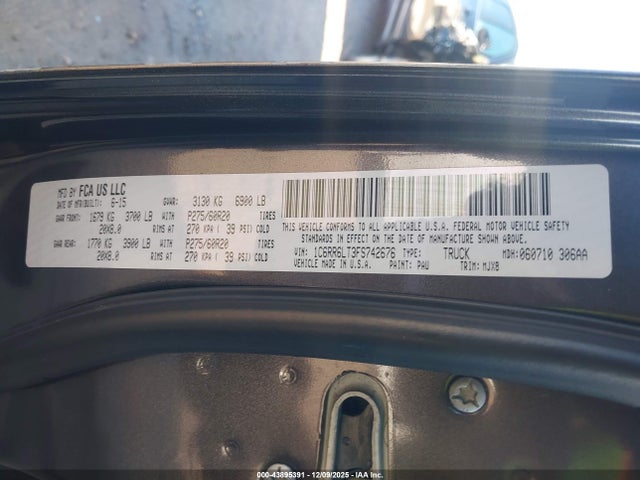 MFD BY FCA US LLC
DATE OF MFR(BUILT): 6-15 GVWR: 3130 KG 6900 LB
GAWR FRONT: 1679 KG 3700 LB WITH P275/60R20 TIRES
20X8.0 RIMS AT 270 KPA ( 39 PSI) COLD
GAWR REAR: 1770 KG 3900 LB WITH P275/60R20 TIRES
20X8.0 RIMS AT 270 KPA ( 39 PSI) COLD
THIS VEHICLE CONFORMS TO ALL APPLICABLE U.S.A. FEDERAL MOTOR VEHICLE SAFETY
STANDARDS IN EFFECT ON THE DATE OF MANUFACTURE SHOWN ABOVE.
VIN: 1C6RR6LT3FS742676 TYPE: TRUCK MDH: 060710 306AA
VEHICLE MADE IN U.S.A. PAINT: PAU TRIM: MJX8
000-43895391 - 12/09/2025 - IAA Inc.